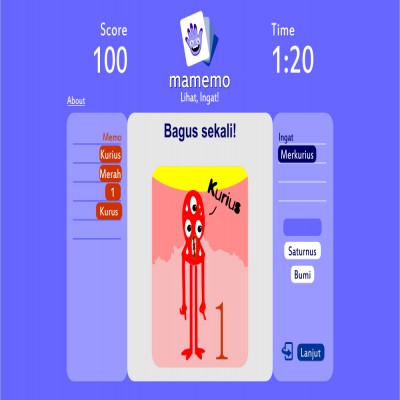 Score
100
mamemo
Lihat, Ingat!
Time
1:20
About
Memo
Kurius
Merah
1
Kurus
Bagus sekali!
Kurius
1
Ingat
Merkurius
Saturnus
Bumi
Lanjut